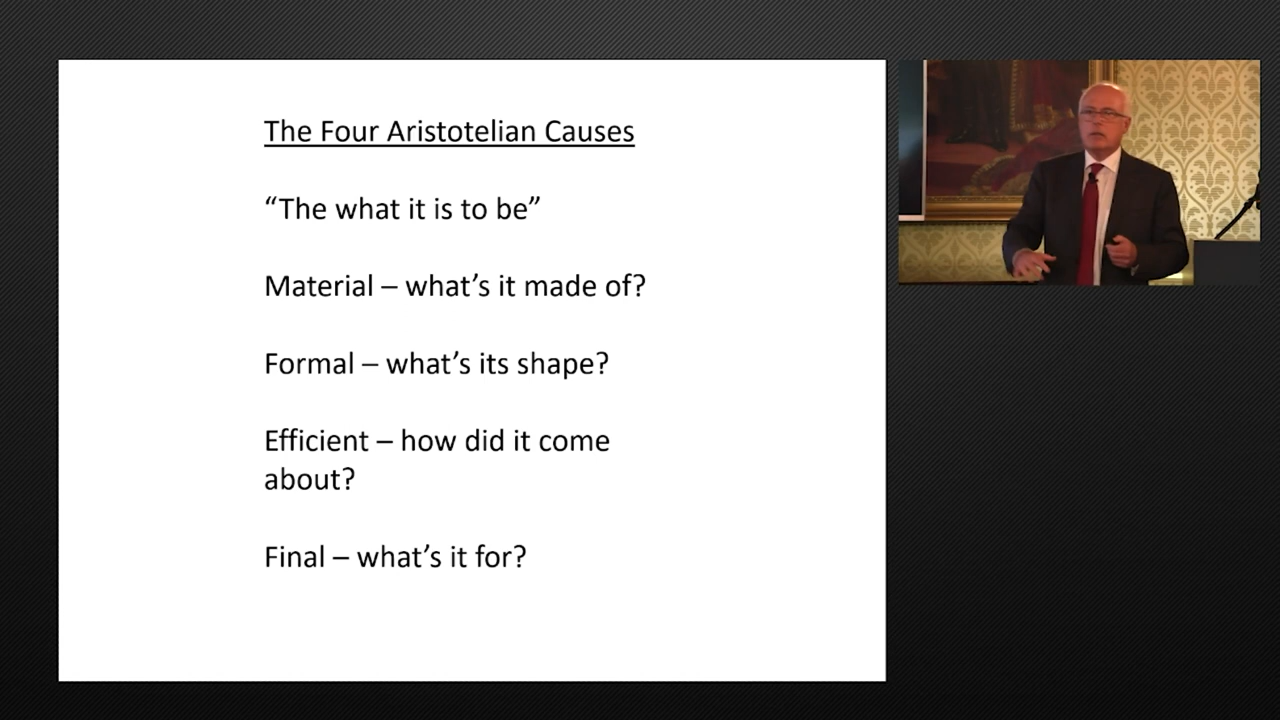 The Four Aristotelian Causes
“The what it is to be”
Material – what’s it made of?
Formal – what’s its shape?
Efficient – how did it come
about?
Final – what’s it for?